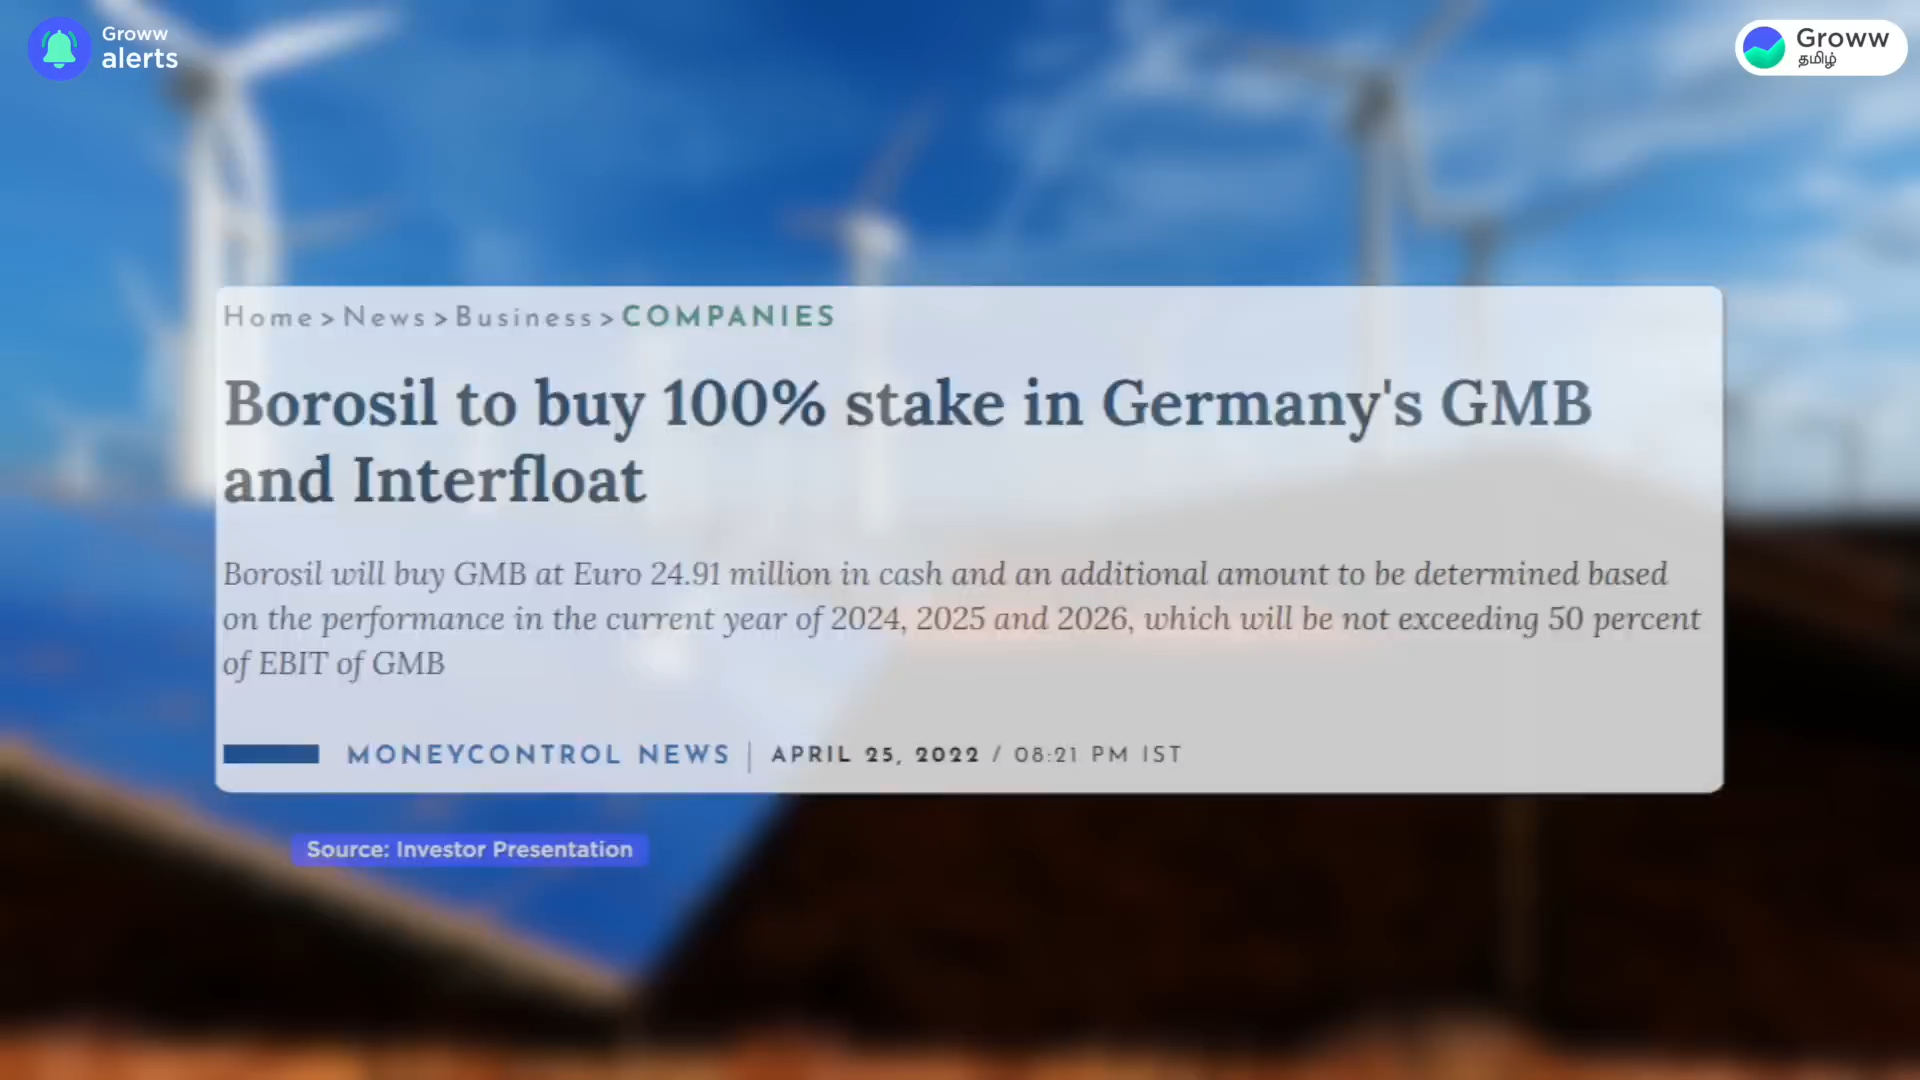 Groww
alerts
Groww
தமிழ்
Home > News > Business > COMPANIES
Borosil to buy 100% stake in Germany's GMB
and Interfloat
Borosil will buy GMB at Euro 24.91 million in cash and an additional amount to be determined based
on the performance in the current year of 2024, 2025 and 2026, which will be not exceeding 50 percent
of EBIT of GMB
MONEYCONTROL NEWS | APRIL 25, 2022 / 08:21 PM IST
Source: Investor Presentation